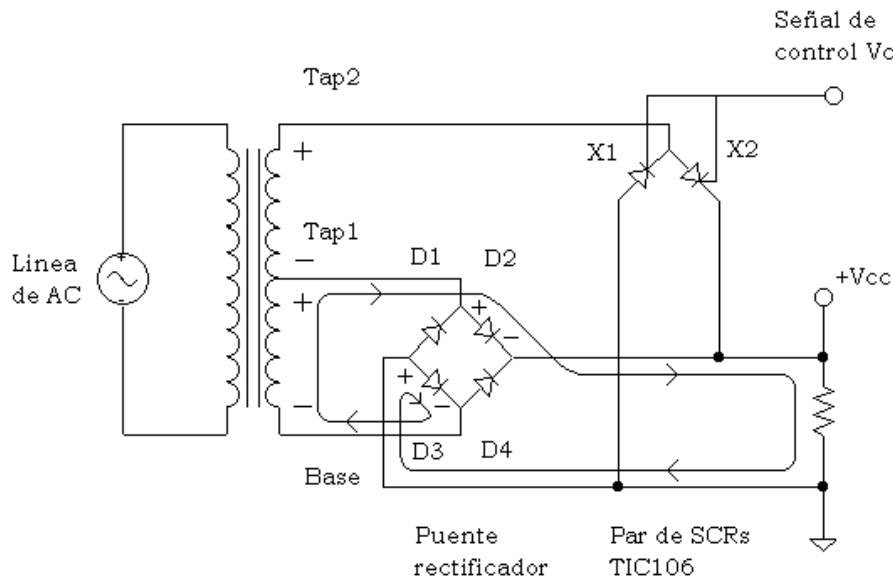 Señal de
control Vc
Tap2
X1
X2
+
Tap1
−
D1
D2
+Vcc
Linea
de AC
+
-
+
+
−
+
−
−
D3
D4
Base
Puente
rectificador
Par de SCRs
TIC106